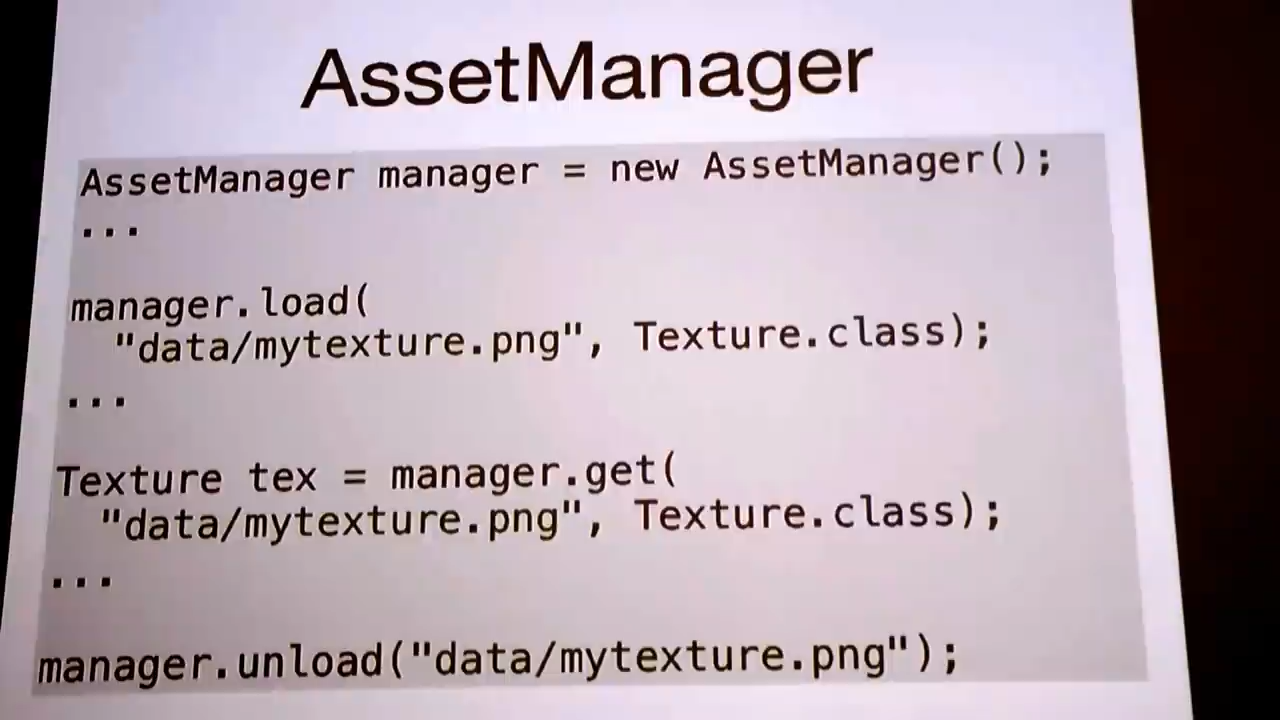 AssetManager
AssetManager manager = new AssetManager();
...
manager.load(
"data/mytexture.png", Texture.class);
...
Texture tex = manager.get(
"data/mytexture.png", Texture.class);
...
manager.unload("data/mytexture.png");